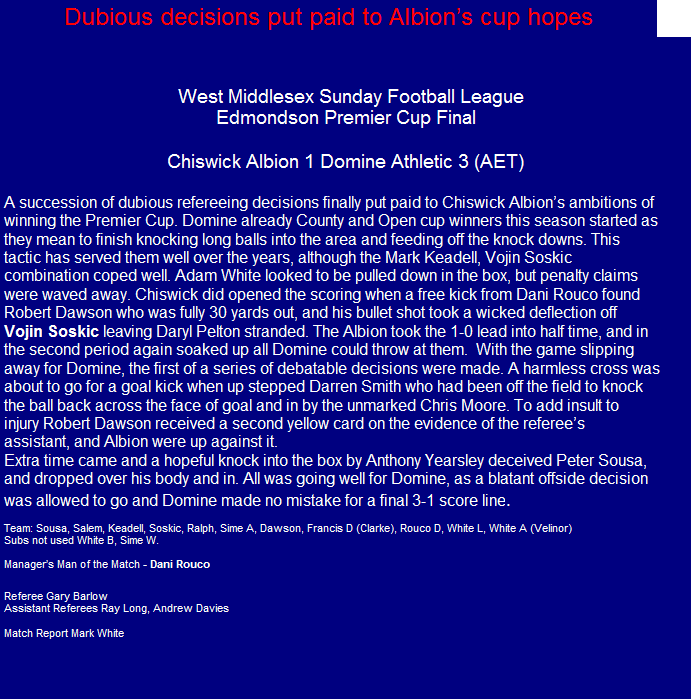 Dubious decisions put paid to Albion's cup hopes
West Middlesex Sunday Football League
Edmondson Premier Cup Final
Chiswick Albion 1 Domine Athletic 3 (AET)
A succession of dubious refereeing decisions finally put paid to Chiswick Albion's ambitions of
winning the Premier Cup. Domine already County and Open cup winners this season started as
they mean to finish knocking long balls into the area and feeding off the knock downs. This
tactic has served them well over the years, although the Mark Keadell, Vojin Soskic
combination coped well. Adam White looked to be pulled down in the box, but penalty claims
were waved away. Chiswick did opened the scoring when a free kick from Dani Rouco found
Robert Dawson who was fully 30 yards out, and his bullet shot took a wicked deflection off
Vojin Soskic leaving Daryl Pelton stranded. The Albion took the 1-0 lead into half time, and in
the second period again soaked up all Domine could throw at them.  With the game slipping
away for Domine, the first of a series of debatable decisions were made. A harmless cross was
about to go for a goal kick when up stepped Darren Smith who had been off the field to knock
the ball back across the face of goal and in by the unmarked Chris Moore. To add insult to
injury Robert Dawson received a second yellow card on the evidence of the referee's
assistant, and Albion were up against it.
Extra time came and a hopeful knock into the box by Anthony Yearsley deceived Peter Sousa,
and dropped over his body and in. All was going well for Domine, as a blatant offside decision
was allowed to go and Domine made no mistake for a final 3-1 score line.
Team: Sousa, Salem, Keadell, Soskic, Ralph, Sime A, Dawson, Francis D (Clarke), Rouco D, White L, White A (Velinor)
Subs not used White B, Sime W.
Manager's Man of the Match - Dani Rouco
Referee Gary Barlow
Assistant Referees Ray Long, Andrew Davies
Match Report Mark White